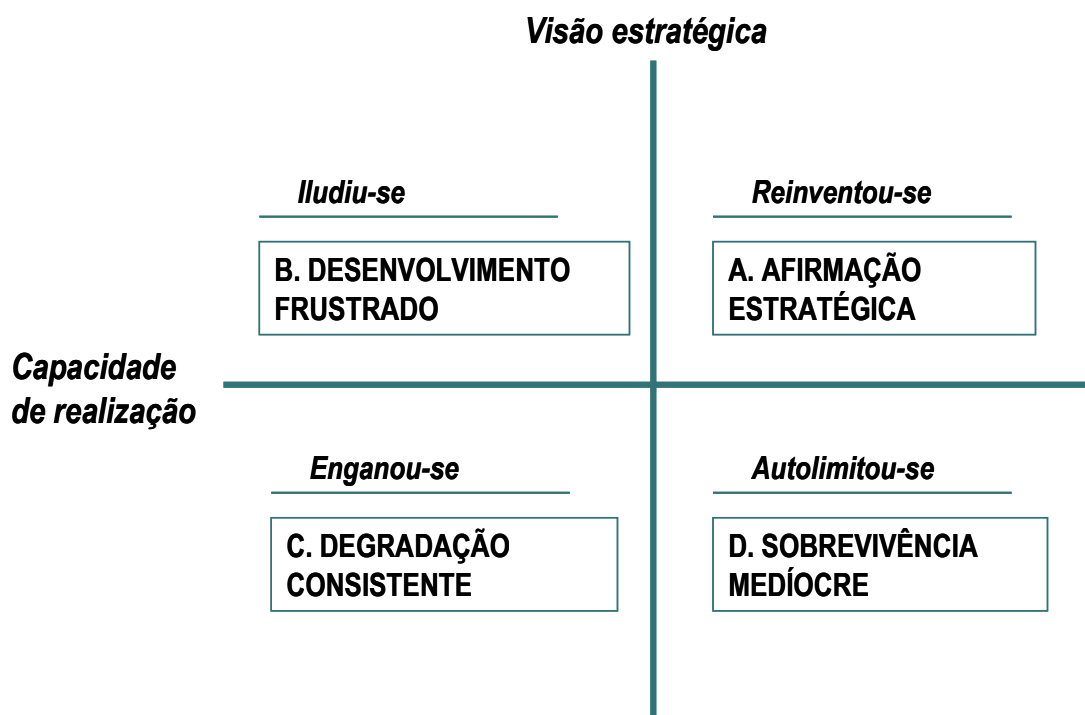 Visão estratégica
Iludiu-se
Reinventou-se
B. DESENVOLVIMENTO
FRUSTRADO
A. AFIRMAÇÃO
ESTRATÉGICA
Capacidade
de realização
Enganou-se
Autolimitou-se
C. DEGRADAÇÃO
CONSISTENTE
D. SOBREVIVÊNCIA
MEDÍOCRE